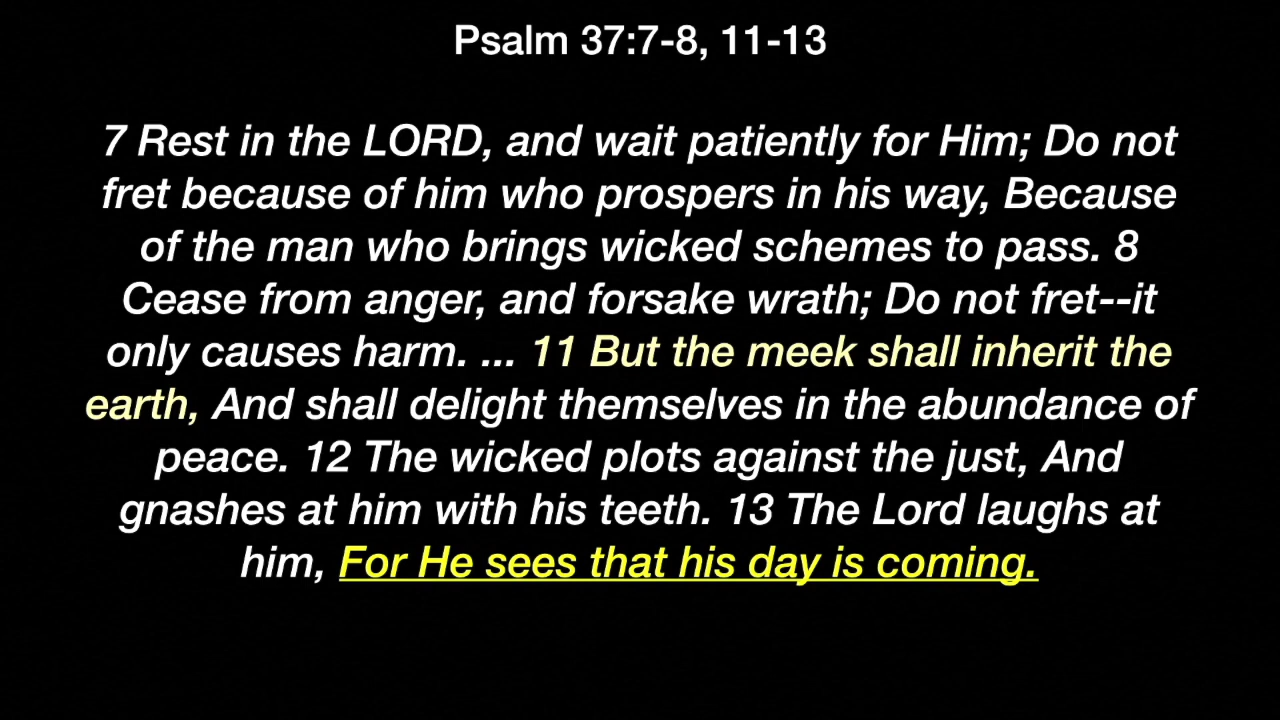 Psalm 37:7-8, 11-13
7 Rest in the LORD, and wait patiently for Him; Do not
fret because of him who prospers in his way, Because
of the man who brings wicked schemes to pass. 8
Cease from anger, and forsake wrath; Do not fret--it
only causes harm. ... 11 But the meek shall inherit the
earth, And shall delight themselves in the abundance of
peace. 12 The wicked plots against the just, And
gnashes at him with his teeth. 13 The Lord laughs at
him, For He sees that his day is coming.